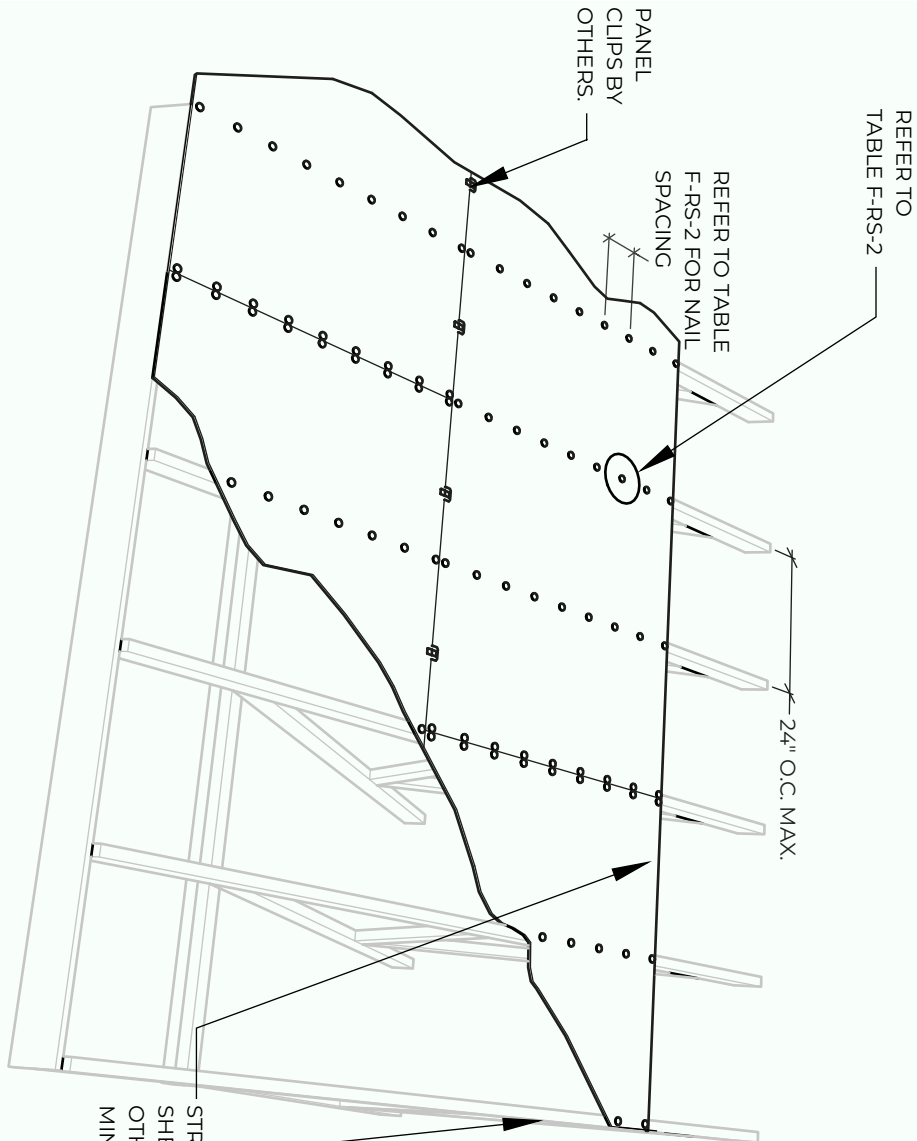 REFER TO
TABLE F-RS-2
REFER TO TABLE
F-RS-2 FOR NAIL
SPACING
PANEL
CLIPS BY
OTHERS.
24" O.C. MAX.
STR
SHE
OTH
MIN